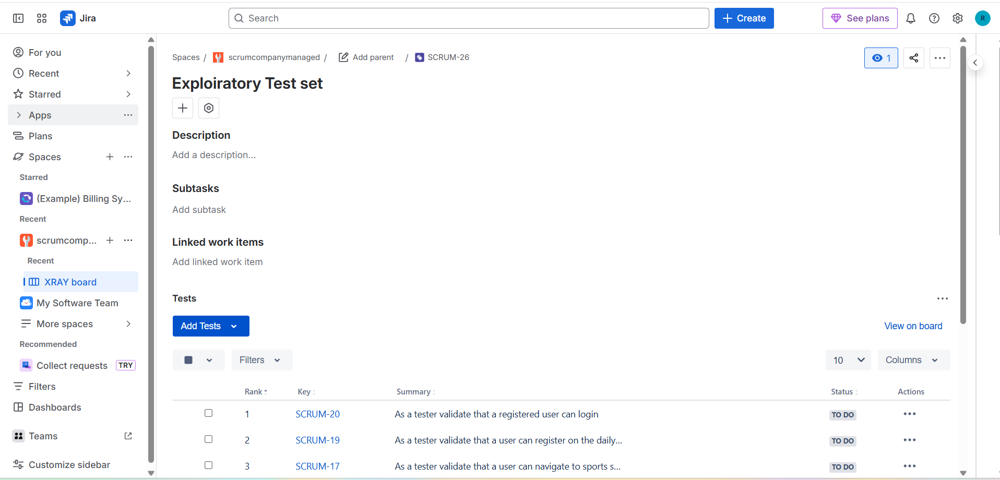 Jira
Search
Create
See plans
R
For you
Recent
Starred
Apps
Plans
Spaces
Starred
(Example) Billing Sy...
Recent
scrumcomp...
Recent
XRAY board
My Software Team
More spaces
Recommended
Collect requests TRY
Filters
Dashboards
Teams
Customize sidebar
Spaces / scrumcompanymanaged / Add parent / SCRUM-26
1
Exploiratory Test set
Description
Add a description...
Subtasks
Add subtask
Linked work items
Add linked work item
Tests
Add Tests
View on board
Filters
10
Columns
Rank Key Summary Status Actions
1 SCRUM-20 As a tester validate that a registered user can login TO DO
2 SCRUM-19 As a tester validate that a user can register on the daily... TO DO
3 SCRUM-17 As a tester validate that a user can navigate to sports s... TO DO